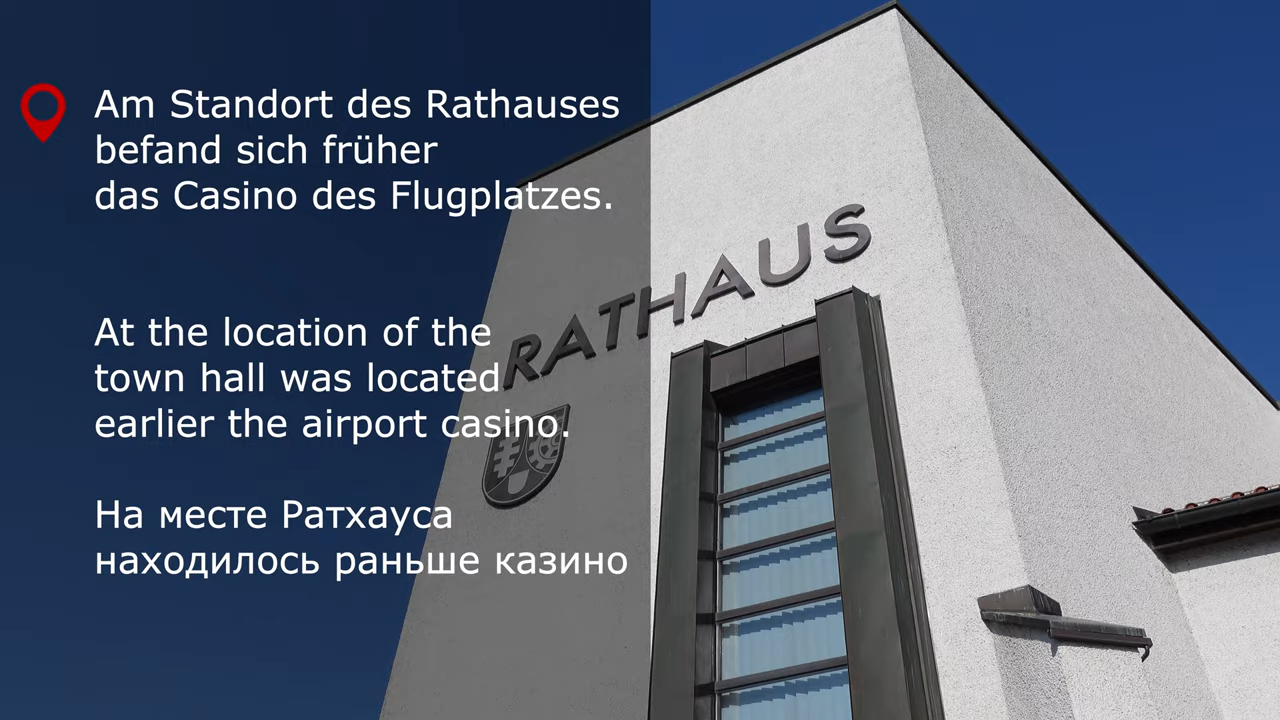 Am Standort des Rathauses
befand sich früher
das Casino des Flugplatzes.
RATHAUS
At the location of the
town hall was located
earlier the airport casino.
На месте Ратхауса
находилось раньше казино